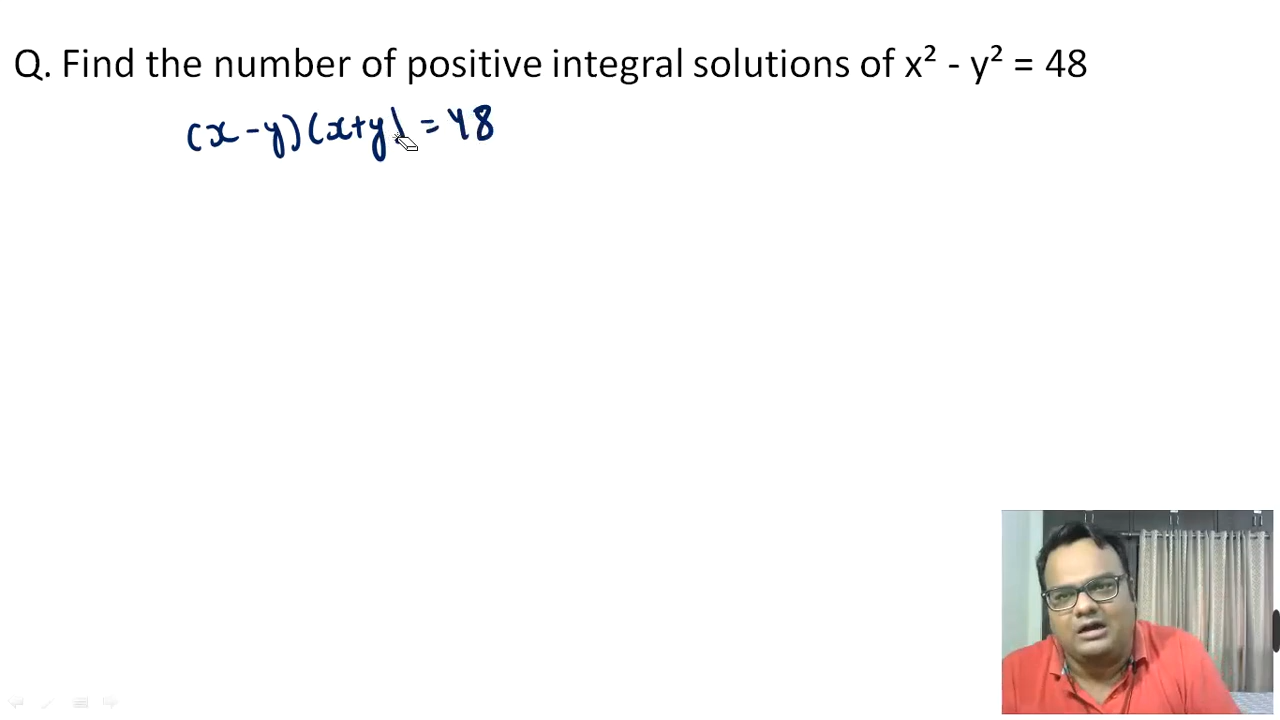 Q. Find the number of positive integral solutions of x² - y² = 48
(x-y)(x+y) = 48